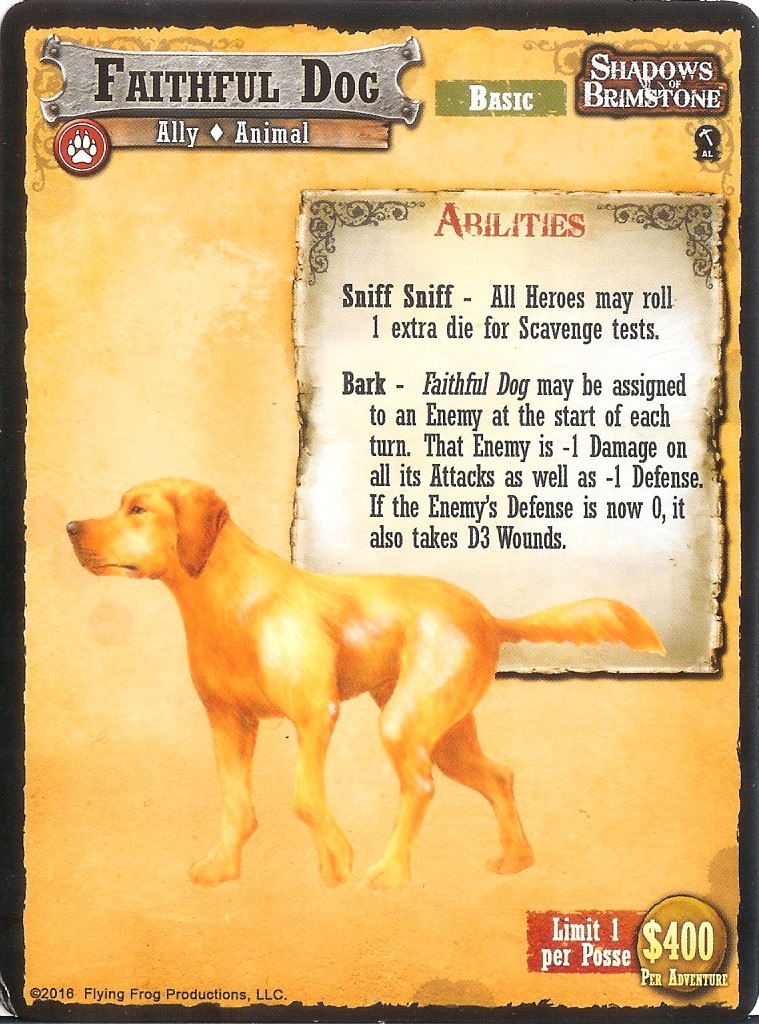 FAITHFUL DOG
BASIC
SHADOWS
OF
BRIMSTONE
Ally ♦ Animal
AL
ABILITIES
Sniff Sniff - All Heroes may roll
1 extra die for Scavenge tests.
Bark - Faithful Dog may be assigned
to an Enemy at the start of each
turn. That Enemy is -1 Damage on
all its Attacks as well as -1 Defense.
If the Enemy's Defense is now 0, it
also takes D3 Wounds.
Limit 1
per Posse
$400
PER ADVENTURE
©2016 Flying Frog Productions, LLC.